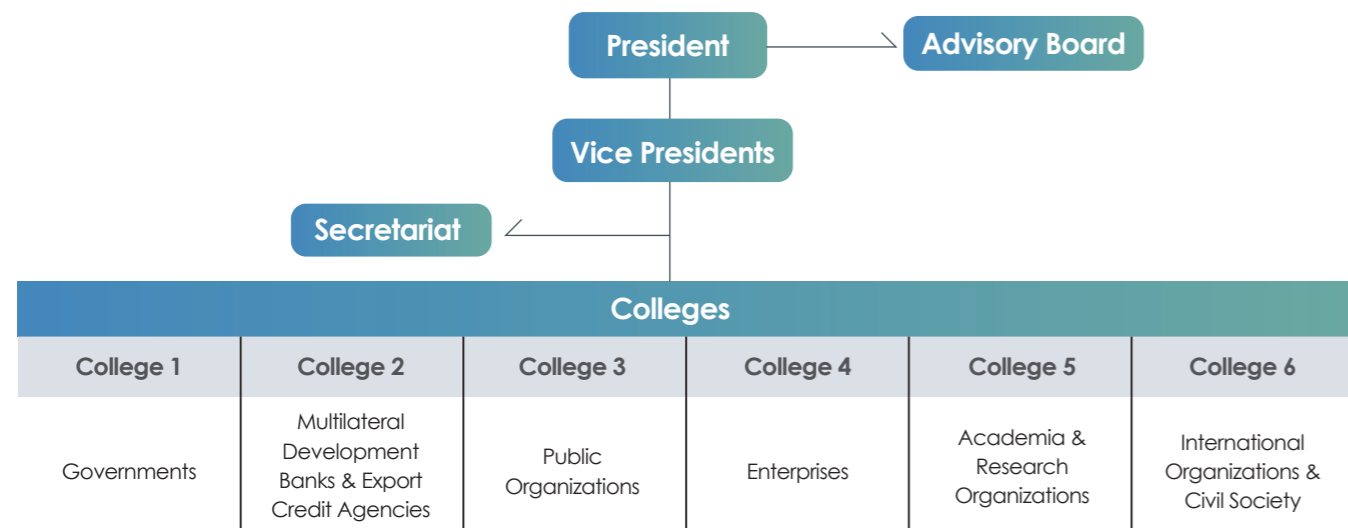 President
Advisory Board
Vice Presidents
Secretariat
Colleges
College 1
College 2
College 3
College 4
College 5
College 6
Governments
Multilateral
Development
Banks & Export
Credit Agencies
Public
Organizations
Enterprises
Academia &
Research
Organizations
International
Organizations &
Civil Society